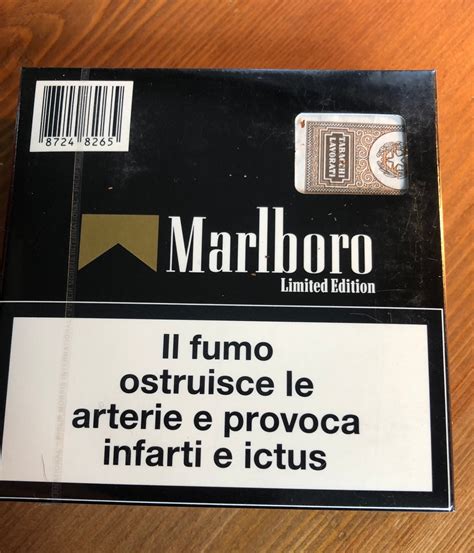 8724 8265
TABACCHI
LAVORATI
Marlboro
Limited Edition
Il fumo
ostruisce le
arterie e provoca
infarti e ictus